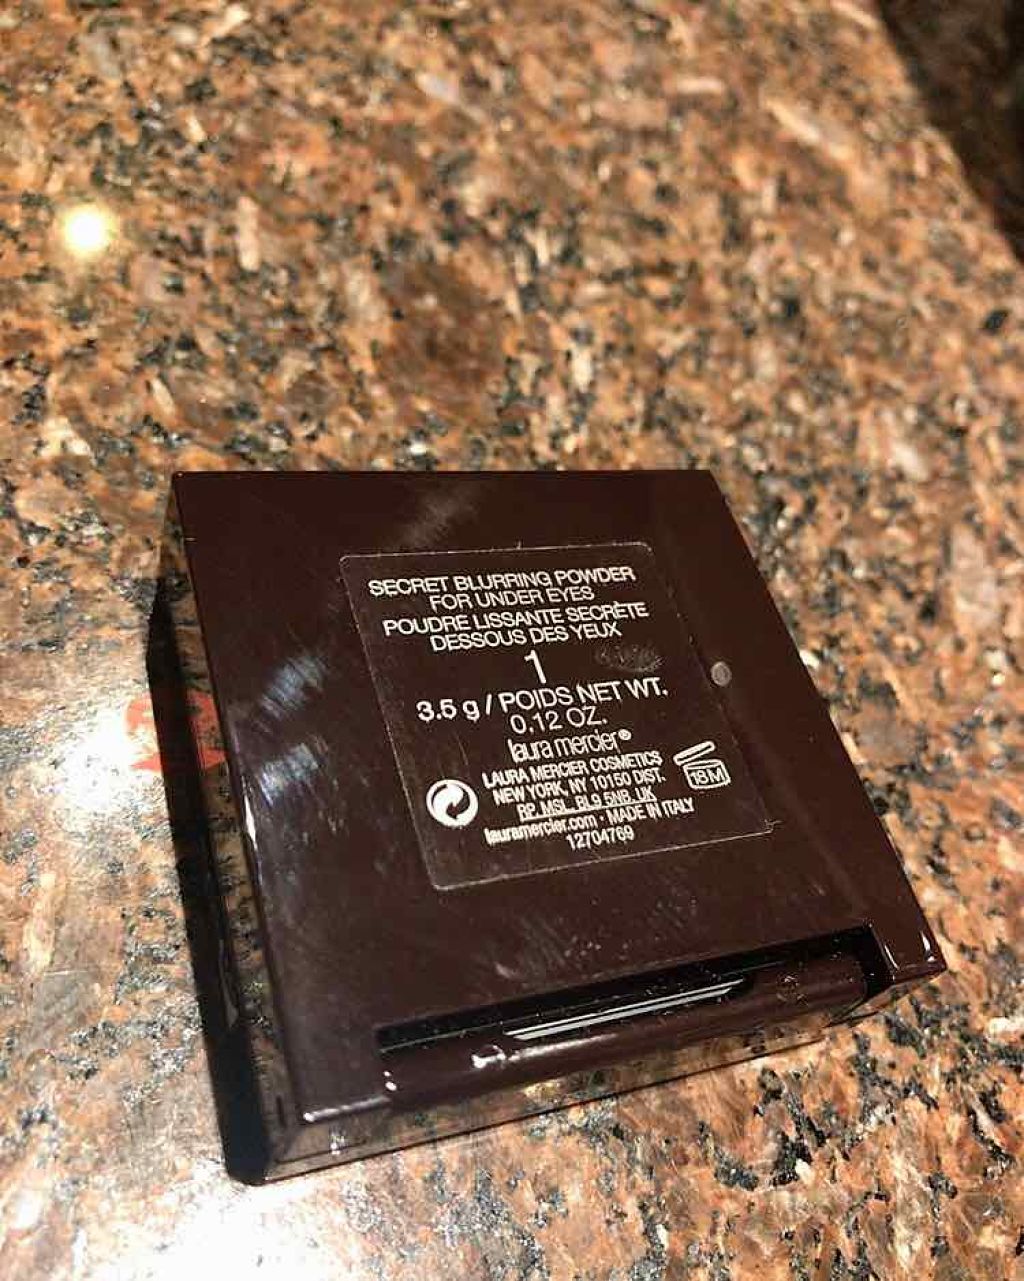 SECRET BLURRING POWDER
FOR UNDER EYES
POUDRE LISSANTE SECRÈTE
DESSOUS DES YEUX
1
3.5 g / POIDS NET WT.
0.12 OZ.
laura mercier®
LAURA MERCIER COSMETICS
NEW YORK, NY 10150 DIST.
RP. MSL. BL9 5NB. UK
lauramercier.com · MADE IN ITALY
12704769
18M